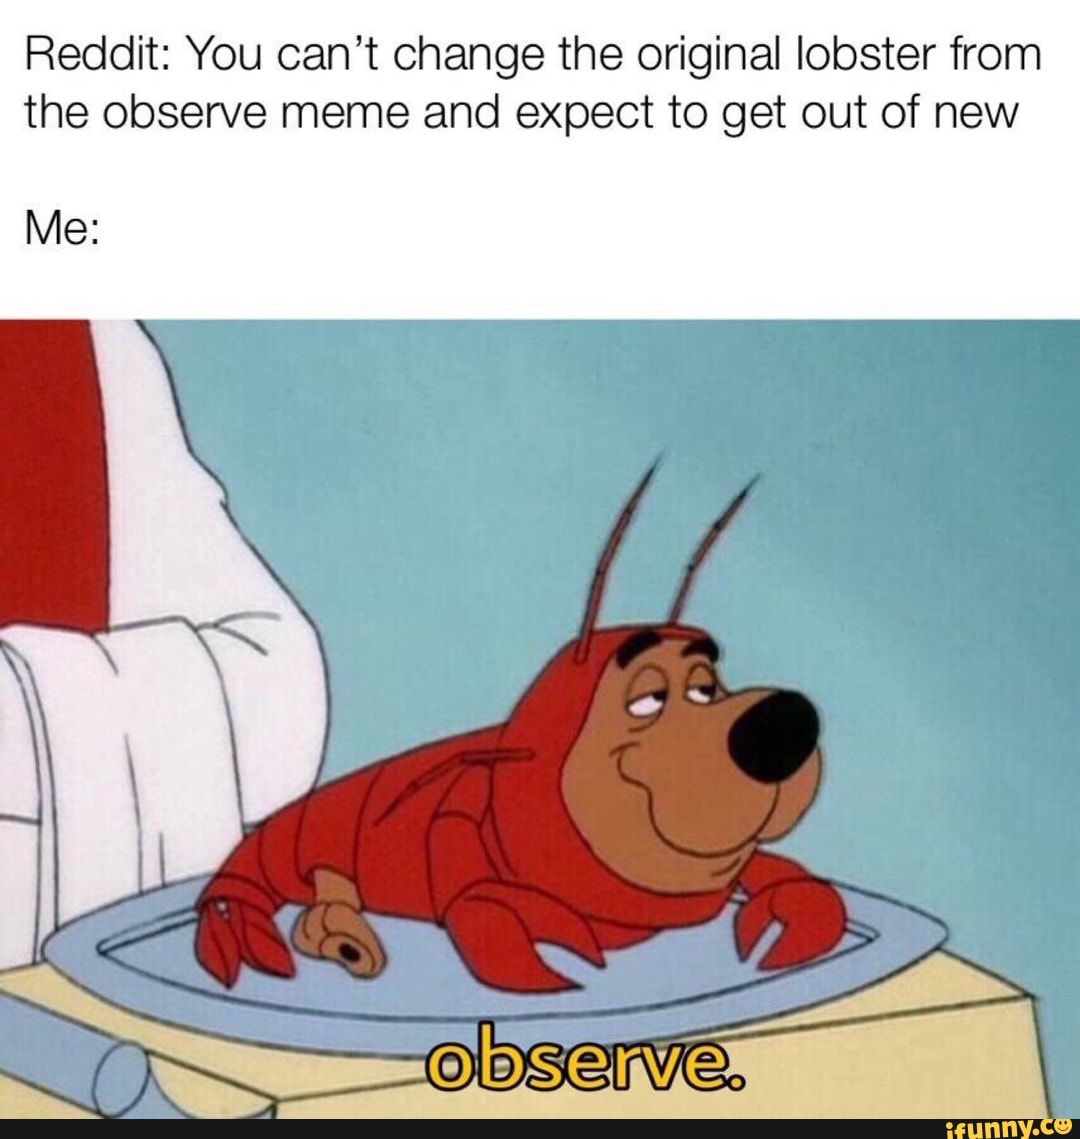 Reddit: You can’t change the original lobster from
the observe meme and expect to get out of new
Me:
observe.
ifunny.co